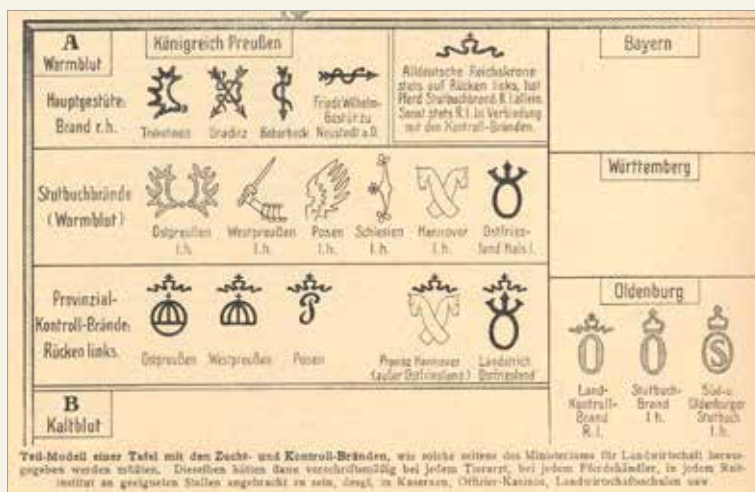 A
Warmblut
Königreich Preußen
Hauptgestüte:
Brand r.h.
Trakehnen
Graditz
Beberbeck
Friedr. Wilhelm-
Gestüt zu
Neustadt a.D.
Alldeutsche Reichskrone
stets auf Rücken links, hat
Pferd Stutbuchbrand, R.l. allein.
Sonst stets R.l. in Verbindung
mit den Kontroll-Bränden.
Bayern
Stutbuchbrände
(Warmblut)
Ostpreußen
l.h.
Westpreußen
l.h.
Posen
l.h.
Schlesien
l.h.
Hannover
l.h.
Ostfries-
land Hals l.
Württemberg
Provinzial-
Kontroll-Brände:
Rücken links.
Ostpreußen
Westpreußen
Posen
Provinz Hannover
(außer Ostfriesland)
Landstrich
Ostfriesland
Oldenburg
Land-
Kontroll-
Brand
R.l.
Stutbuch-
Brand
l.h.
Süd-
Oldenburger
Stutbuch
l.h.
B
Kaltblut
Teil-Modell einer Tafel mit den Zucht- und Kontroll-Bränden, wie solche seitens des Ministeriums für Landwirtschaft heraus-
gegeben werden müßten. Dieselben hätten dann vorschriftsmäßig bei jedem Tierarzt, bei jedem Pferdehändler, in jedem Reit-
institut an geeigneten Stellen angebracht zu sein, desgl. in Kasernen, Offizier-Kasinos, Landwirtschaftsschulen usw.